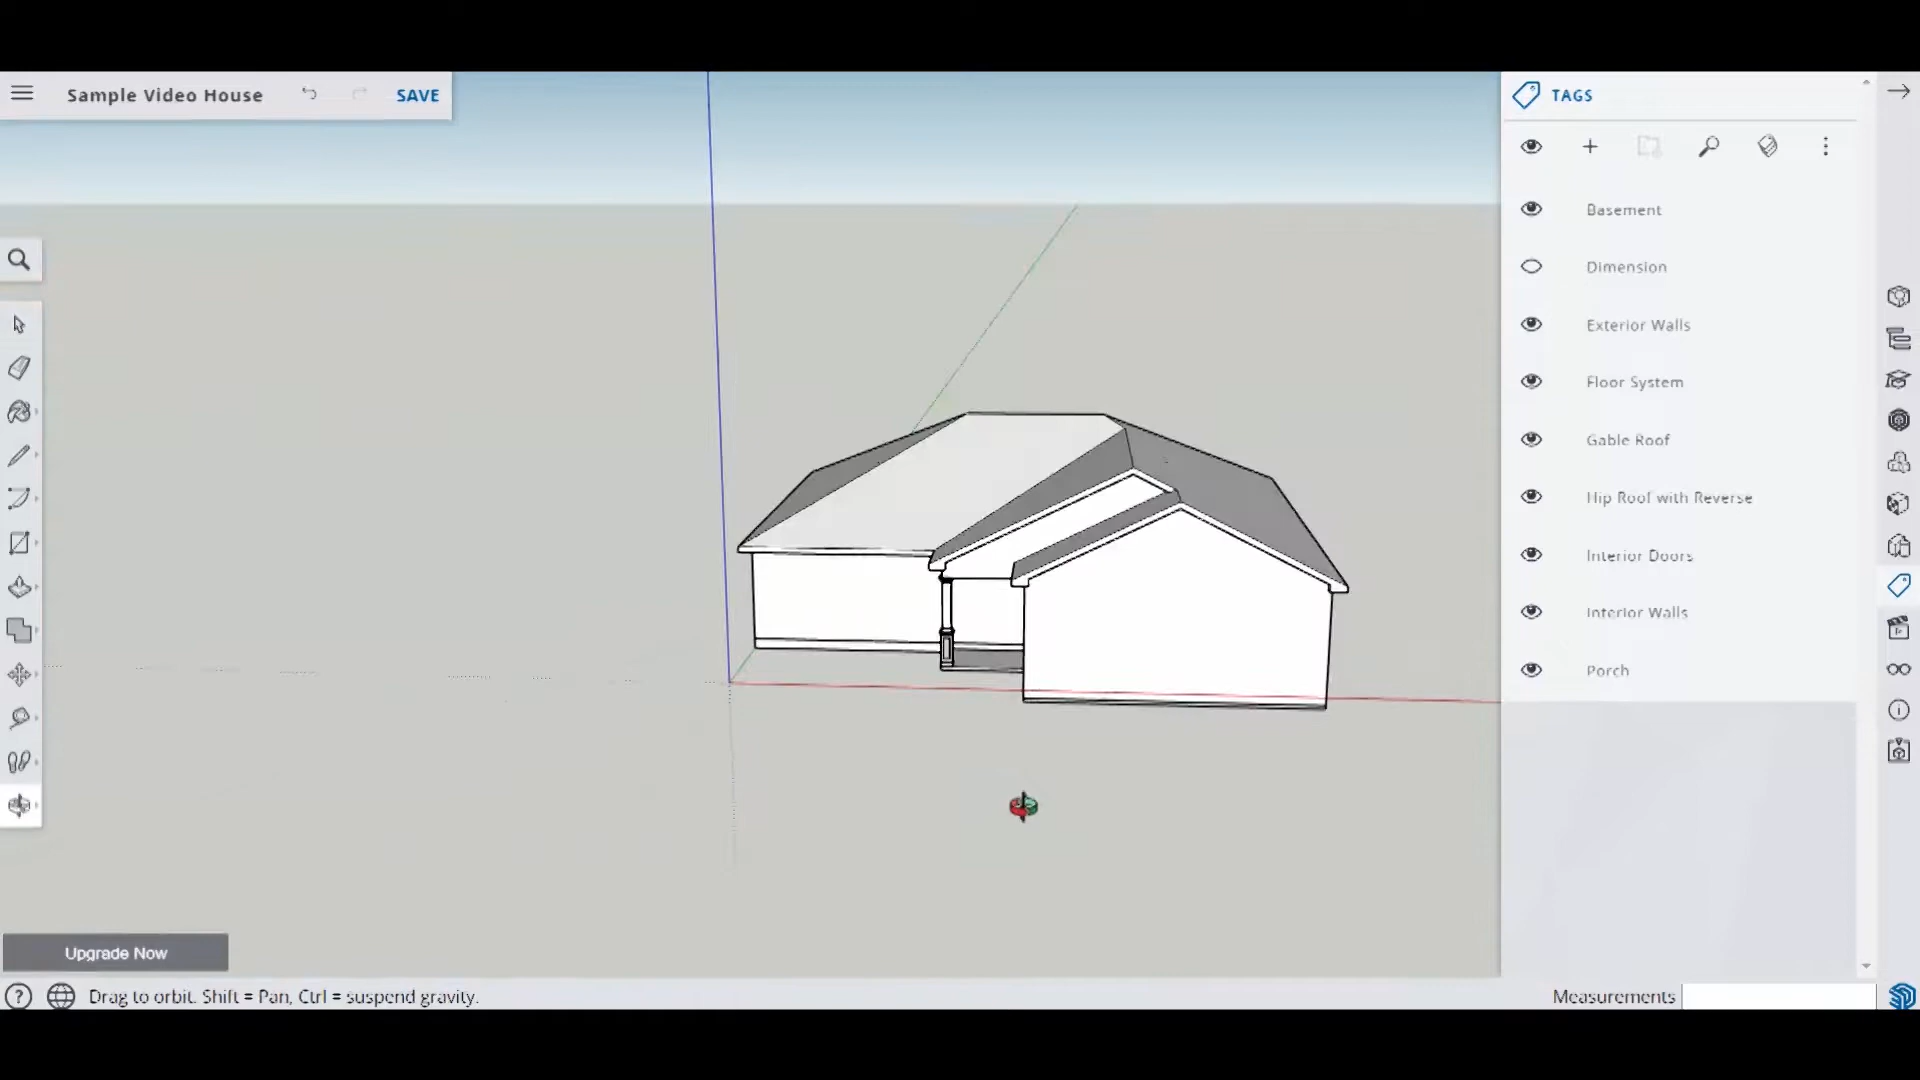 Sample Video House
SAVE
TAGS
Basement
Dimension
Exterior Walls
Floor System
Gable Roof
Hip Roof with Reverse
Interior Doors
Interior Walls
Porch
Upgrade Now
Drag to orbit. Shift = Pan, Ctrl = suspend gravity.
Measurements